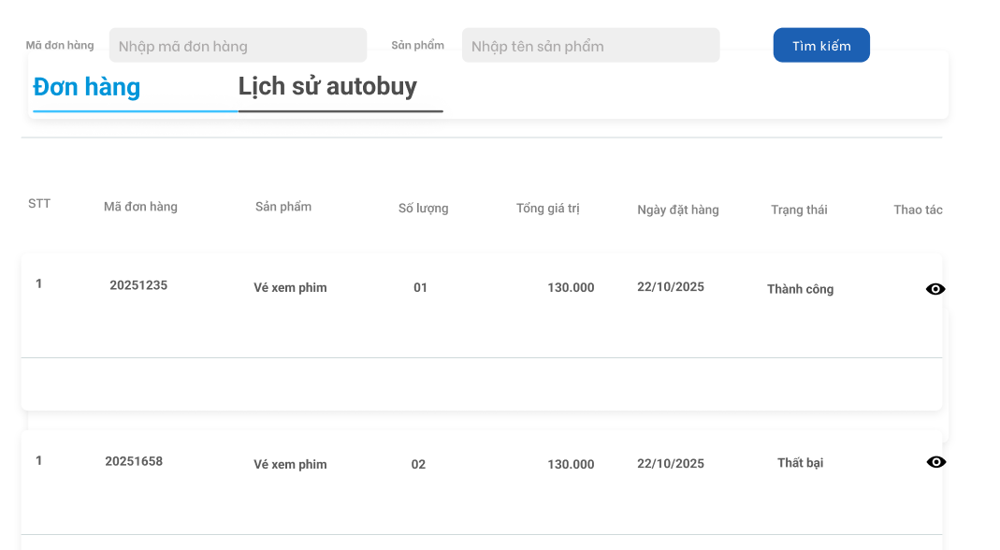 Mã đơn hàng Nhập mã đơn hàng Sản phẩm Nhập tên sản phẩm Tìm kiếm
Đơn hàng Lịch sử autobuy
STT Mã đơn hàng Sản phẩm Số lượng Tổng giá trị Ngày đặt hàng Trạng thái Thao tác
1 20251235 Vé xem phim 01 130.000 22/10/2025 Thành công
1 20251658 Vé xem phim 02 130.000 22/10/2025 Thất bại